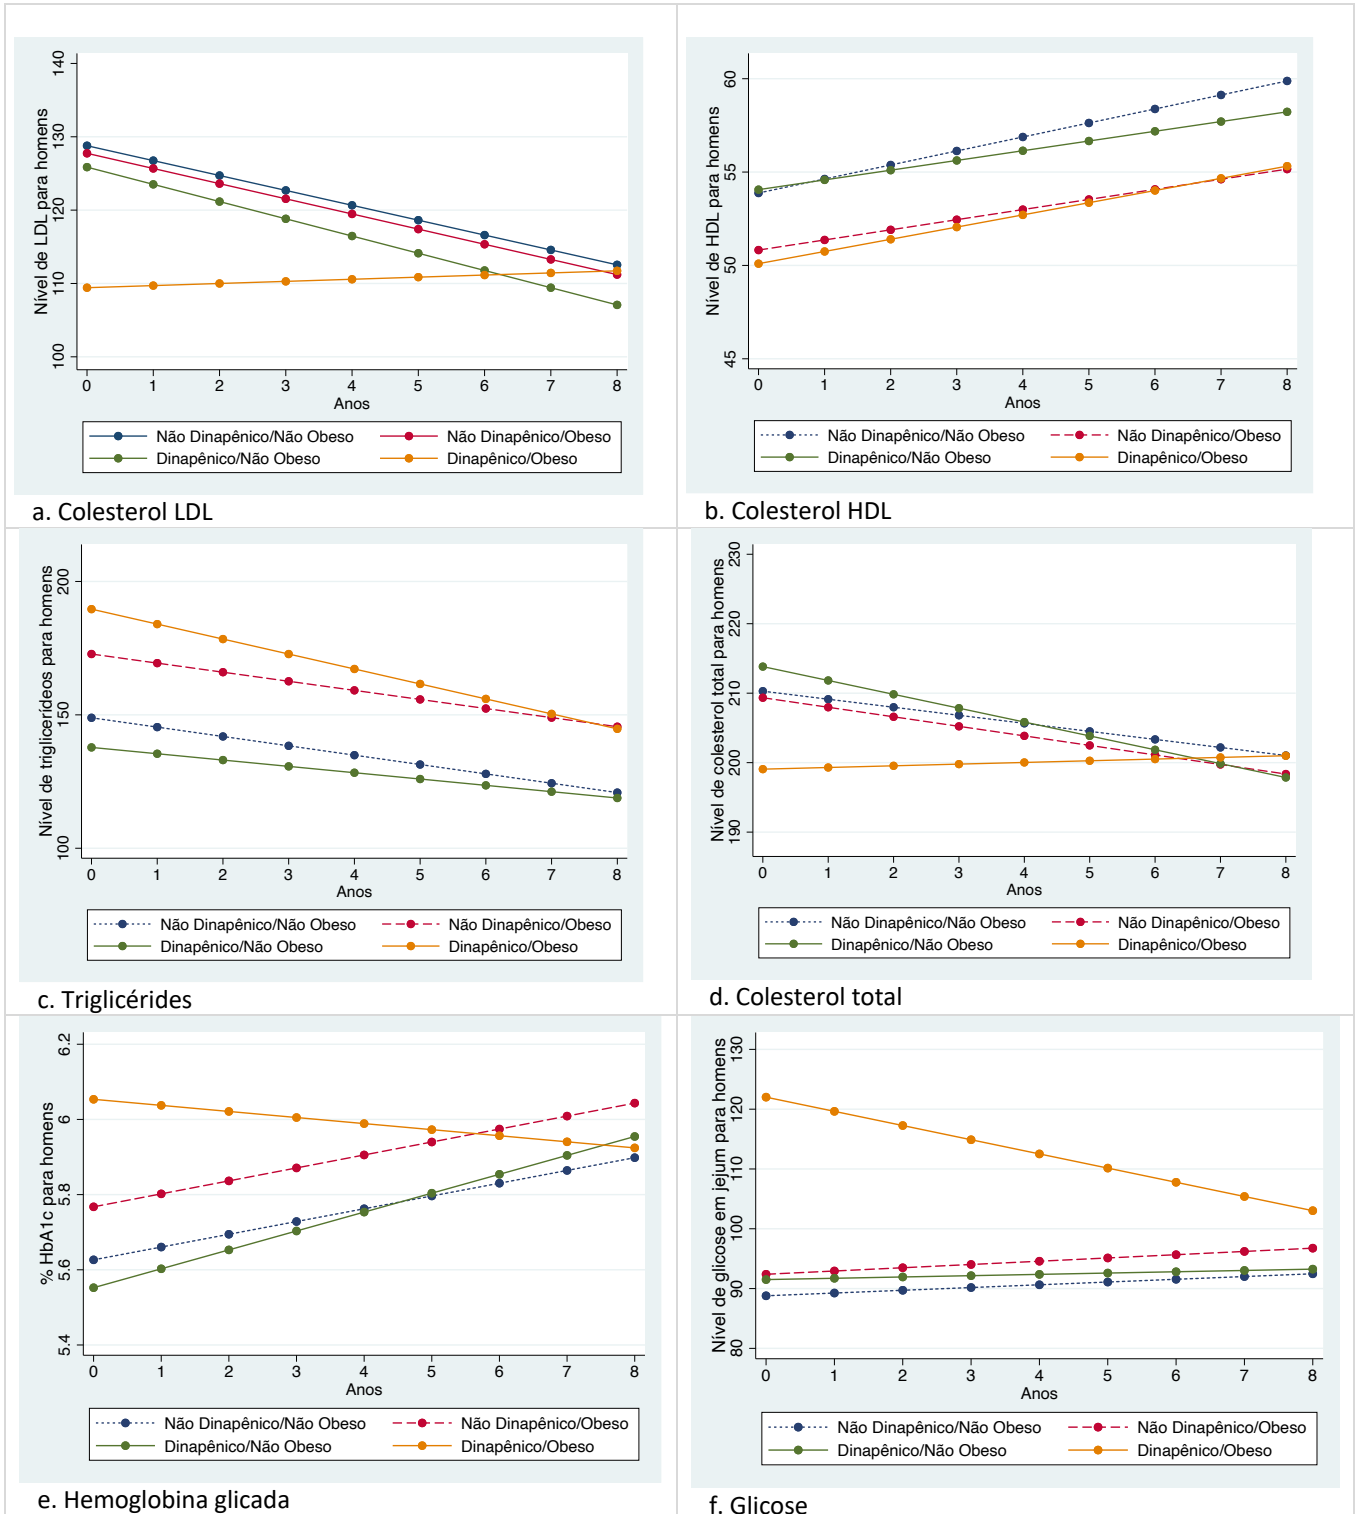 Nível de LDL para homens
140
130
120
110
100
0 1 2 3 4 5 6 7 8
Anos
Não Dinapênico/Não Obeso Não Dinapênico/Obeso
Dinapênico/Não Obeso Dinapênico/Obeso
a. Colesterol LDL
Nível de HDL para homens
60
55
50
45
0 1 2 3 4 5 6 7 8
Anos
Não Dinapênico/Não Obeso Não Dinapênico/Obeso
Dinapênico/Não Obeso Dinapênico/Obeso
b. Colesterol HDL
Nível de triglicerídeos para homens
200
150
100
0 1 2 3 4 5 6 7 8
Anos
Não Dinapênico/Não Obeso Não Dinapênico/Obeso
Dinapênico/Não Obeso Dinapênico/Obeso
c. Triglicérides
Nível de colesterol total para homens
230
220
210
200
190
0 1 2 3 4 5 6 7 8
Anos
Não Dinapênico/Não Obeso Não Dinapênico/Obeso
Dinapênico/Não Obeso Dinapênico/Obeso
d. Colesterol total
% HbA1c para homens
6.2
6
5.8
5.6
5.4
0 1 2 3 4 5 6 7 8
Anos
Não Dinapênico/Não Obeso Não Dinapênico/Obeso
Dinapênico/Não Obeso Dinapênico/Obeso
e. Hemoglobina glicada
Nível de glicose em jejum para homens
130
120
110
100
90
80
0 1 2 3 4 5 6 7 8
Anos
Não Dinapênico/Não Obeso Não Dinapênico/Obeso
Dinapênico/Não Obeso Dinapênico/Obeso
f. Glicose